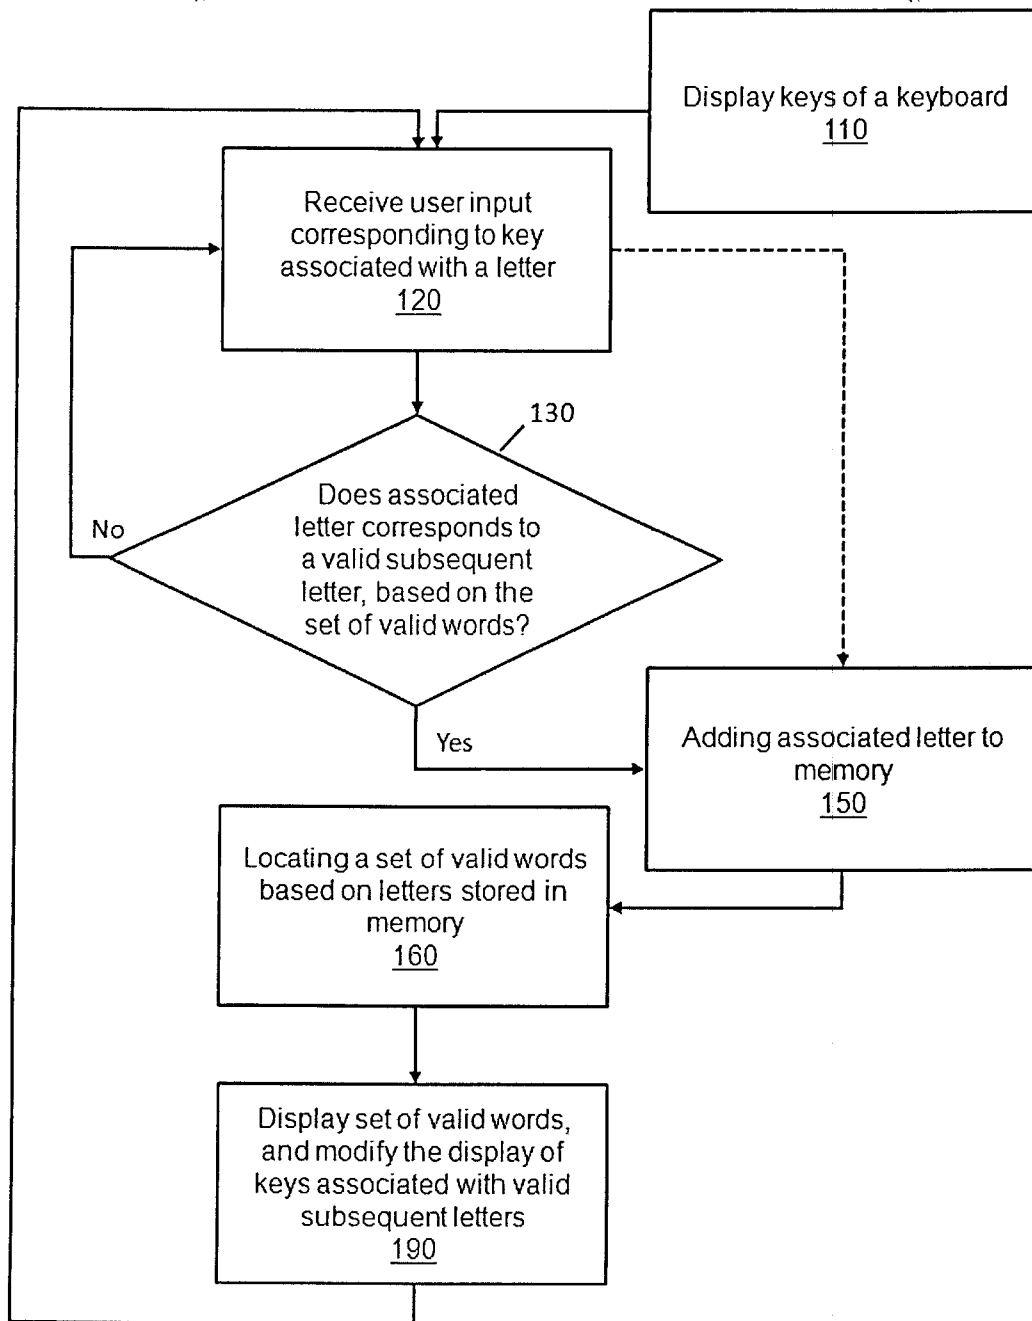 Display keys of a keyboard
110
Receive user input
corresponding to key
associated with a letter
120
130
Does associated
letter corresponds to
a valid subsequent
letter, based on the
set of valid words?
No
Yes
Adding associated letter to
memory
150
Locating a set of valid words
based on letters stored in
memory
160
Display set of valid words,
and modify the display of
keys associated with valid
subsequent letters
190